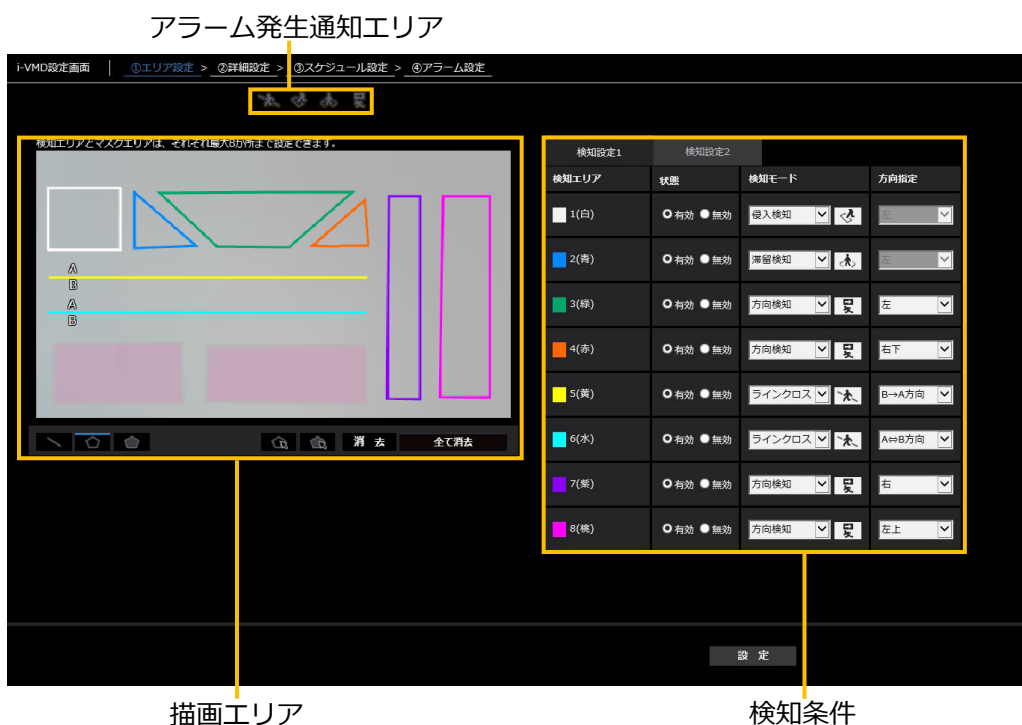 アラーム発生通知エリア
i-VMD設定画面 ①エリア設定 > ②詳細設定 > ③スケジュール設定 > ④アラーム設定
検知エリアとマスクエリアは、それぞれ最大8か所まで設定できます。
A
B
A
B
消 去 全て消去
検知設定1 検知設定2
検知エリア 状態 検知モード 方向指定
1(白) 有効 無効 侵入検知 左
2(青) 有効 無効 滞留検知 左
3(緑) 有効 無効 方向検知 左
4(赤) 有効 無効 方向検知 右下
5(黄) 有効 無効 ラインクロス B→A方向
6(水) 有効 無効 ラインクロス A⇔B方向
7(紫) 有効 無効 方向検知 右
8(桃) 有効 無効 方向検知 左上
設 定
描画エリア 検知条件